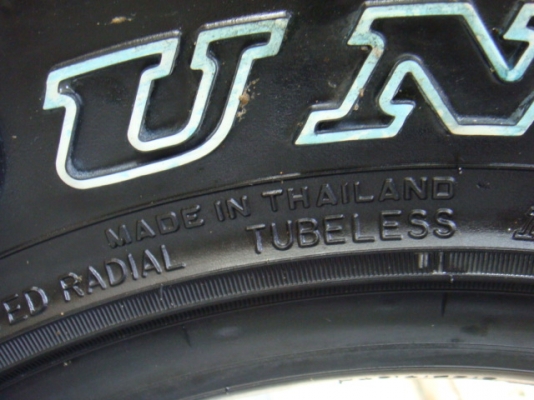 UN
MADE IN THAILAND
ED RADIAL TUBELESS